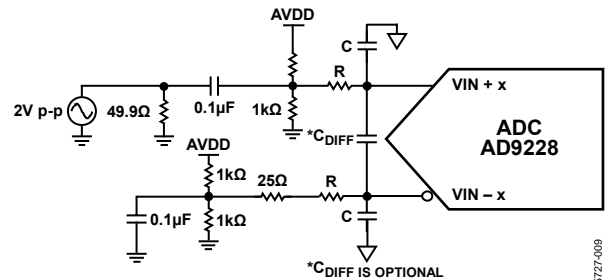 AVDD
C
R
VIN + x
2V p-p
49.9Ω
0.1µF
1kΩ
*CDIFF
ADC
AD9228
AVDD
1kΩ
25Ω
R
VIN – x
0.1µF
1kΩ
C
*CDIFF IS OPTIONAL